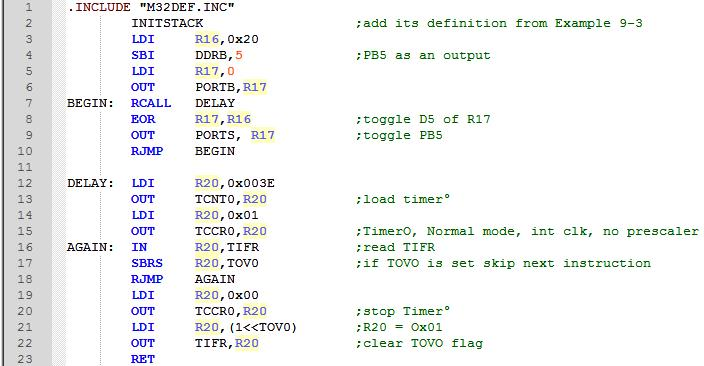 1 .INCLUDE "M32DEF.INC"
2 INITSTACK ;add its definition from Example 9-3
3 LDI R16,0x20
4 SBI DDRB,5 ;PB5 as an output
5 LDI R17,0
6 OUT PORTB,R17
7 BEGIN: RCALL DELAY
8 EOR R17,R16 ;toggle D5 of R17
9 OUT PORTS, R17 ;toggle PB5
10 RJMP BEGIN
11
12 DELAY: LDI R20,0x003E
13 OUT TCNT0,R20 ;load timer°
14 LDI R20,0x01
15 OUT TCCR0,R20 ;TimerO, Normal mode, int clk, no prescaler
16 AGAIN: IN R20,TIFR ;read TIFR
17 SBRS R20,TOV0 ;if TOVO is set skip next instruction
18 RJMP AGAIN
19 LDI R20,0x00
20 OUT TCCR0,R20 ;stop Timer°
21 LDI R20,(1<<TOV0) ;R20 = Ox01
22 OUT TIFR,R20 ;clear TOVO flag
23 RET